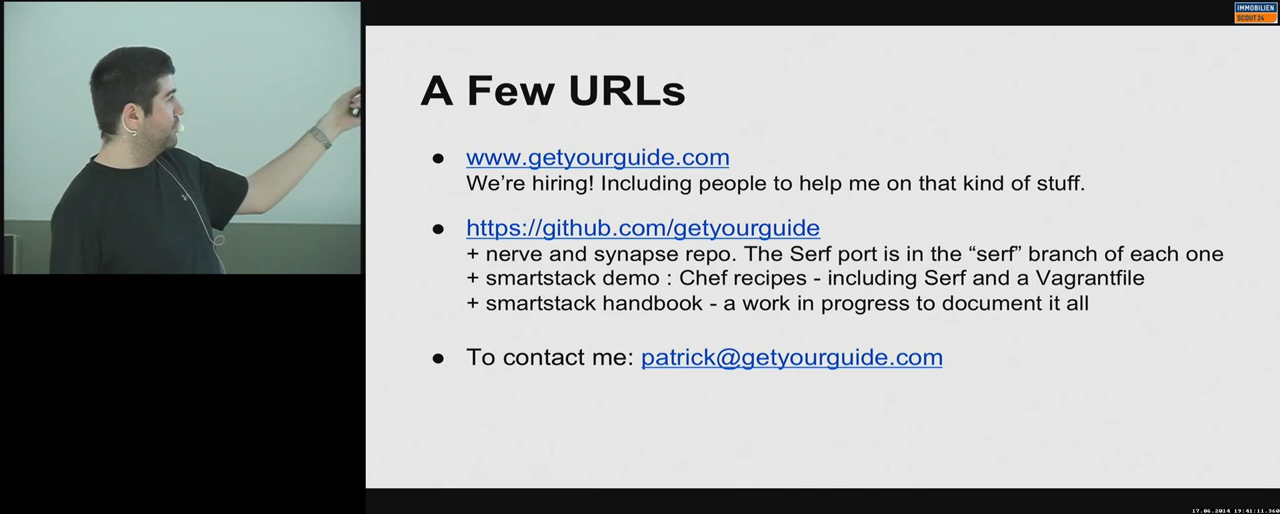 IMMOBILIEN
SCOUT24
A Few URLs
● www.getyourguide.com
We’re hiring! Including people to help me on that kind of stuff.
● https://github.com/getyourguide
+ nerve and synapse repo. The Serf port is in the “serf” branch of each one
+ smartstack demo : Chef recipes - including Serf and a Vagrantfile
+ smartstack handbook - a work in progress to document it all
● To contact me: patrick@getyourguide.com
17.06.2014 19:41:11.360